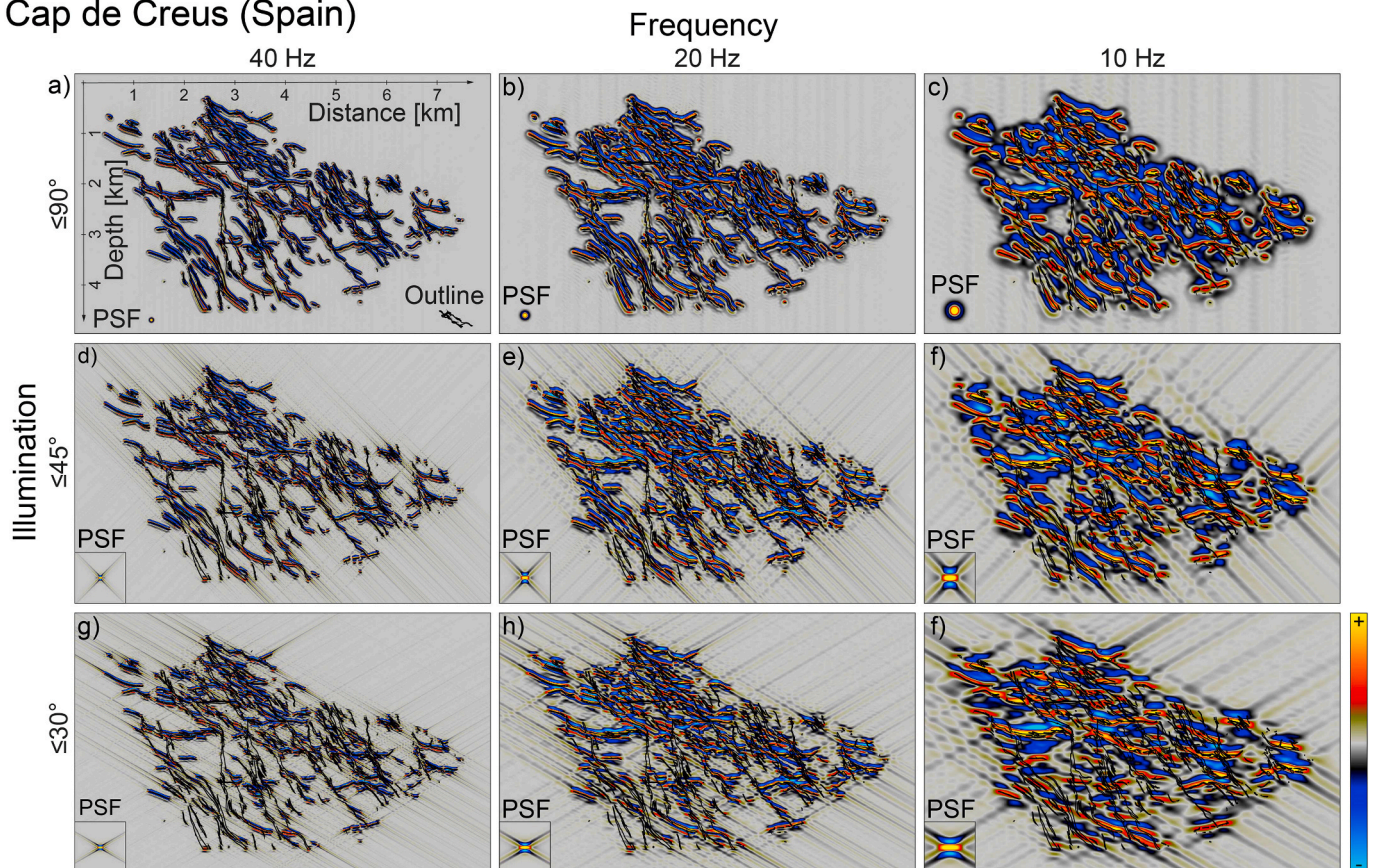 Cap de Creus (Spain)
Frequency
40 Hz
20 Hz
10 Hz
Illumination
≤90°
a)
1 2 3 4 5 6 7
Distance [km]
1
2
3
4
Depth [km]
PSF
Outline
b)
PSF
c)
PSF
≤45°
d)
PSF
e)
PSF
f)
PSF
≤30°
g)
PSF
h)
PSF
f)
PSF
+
-